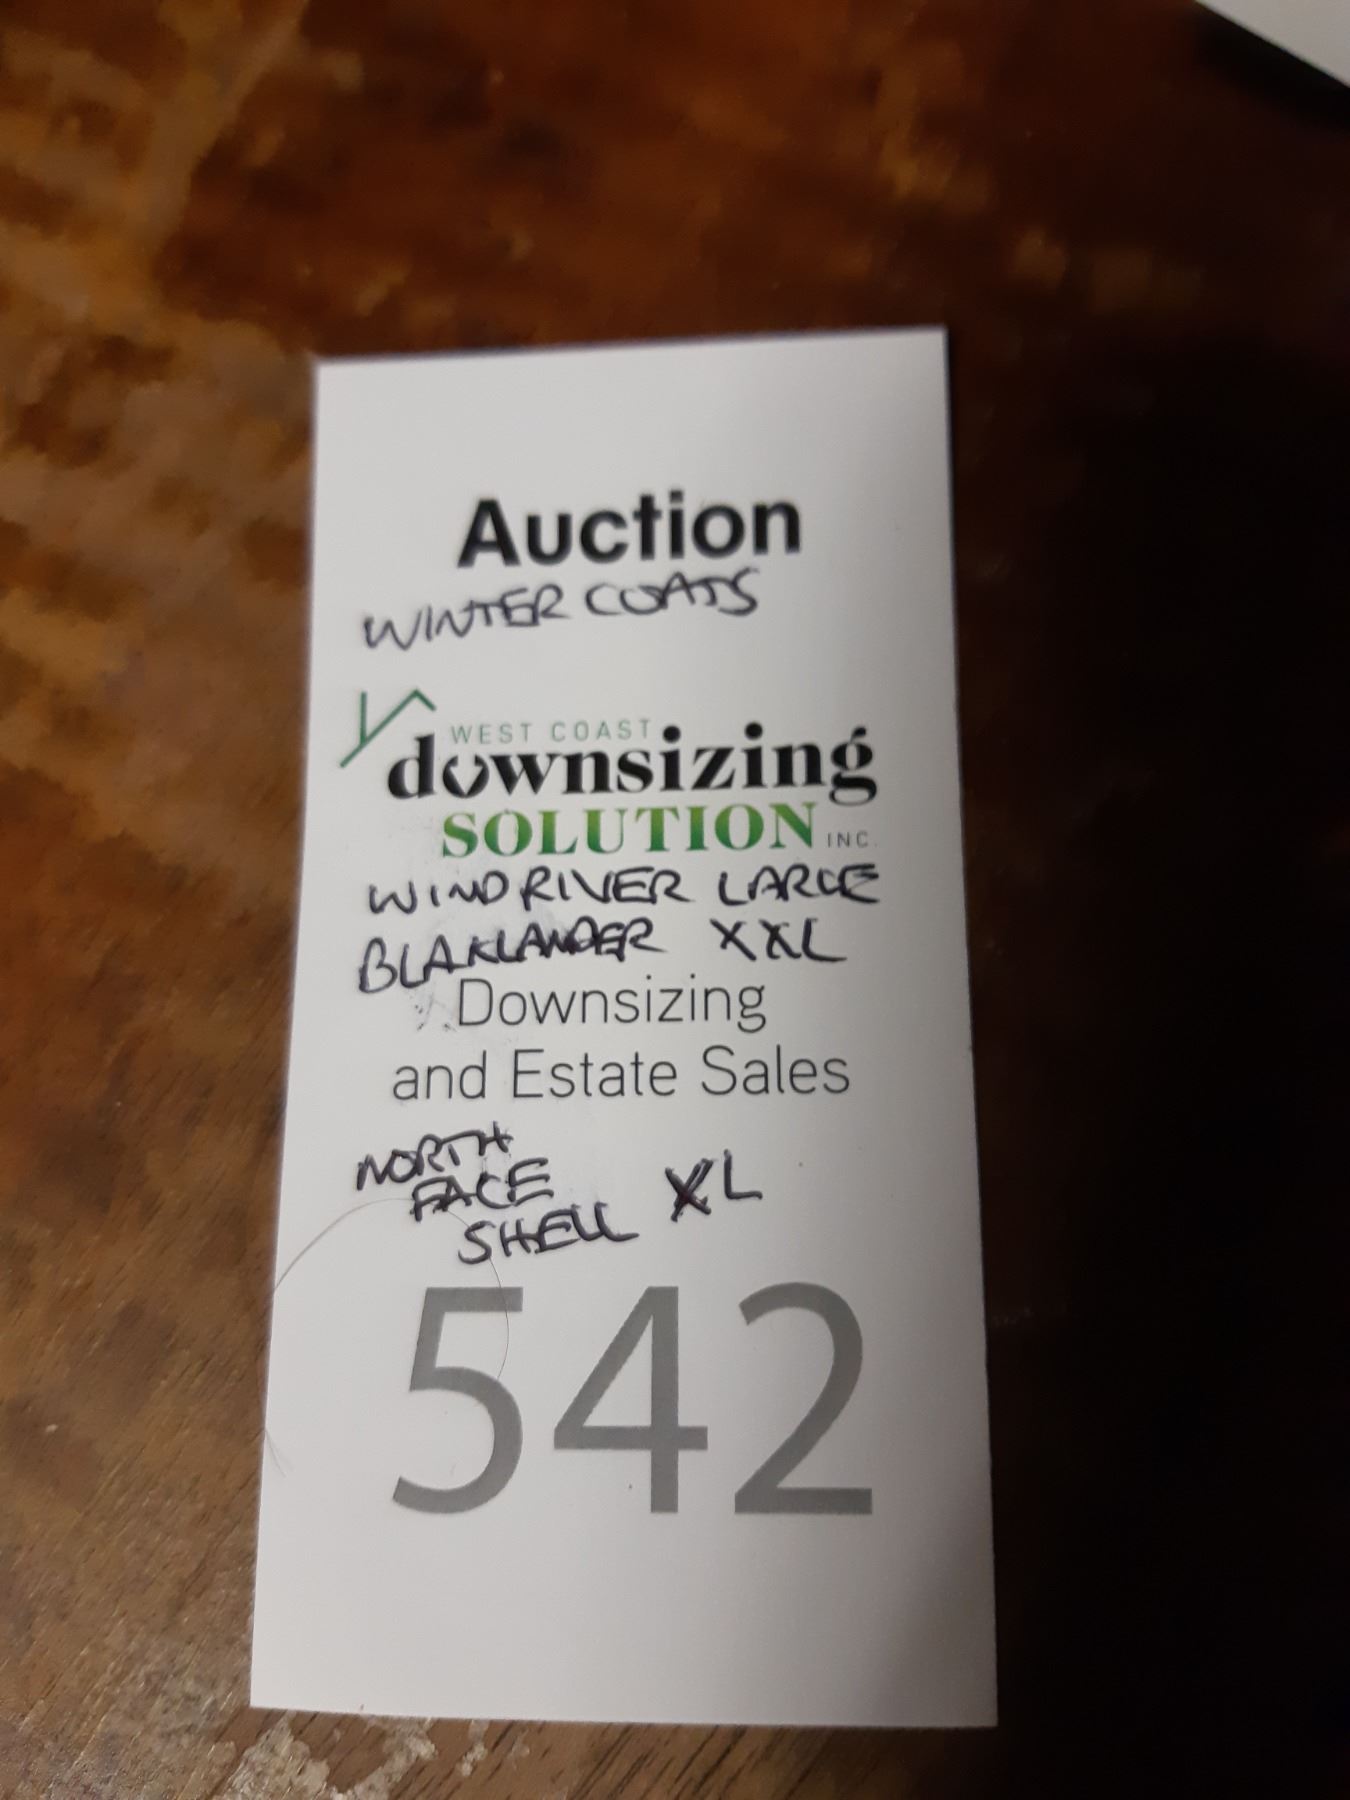 Auction
WINTER COATS
WEST COAST
downsizing
SOLUTION INC.
WINDRIVER LARGE
BLAKLANDER XXL
Downsizing
and Estate Sales
NORTH
FACE
SHELL XL
542